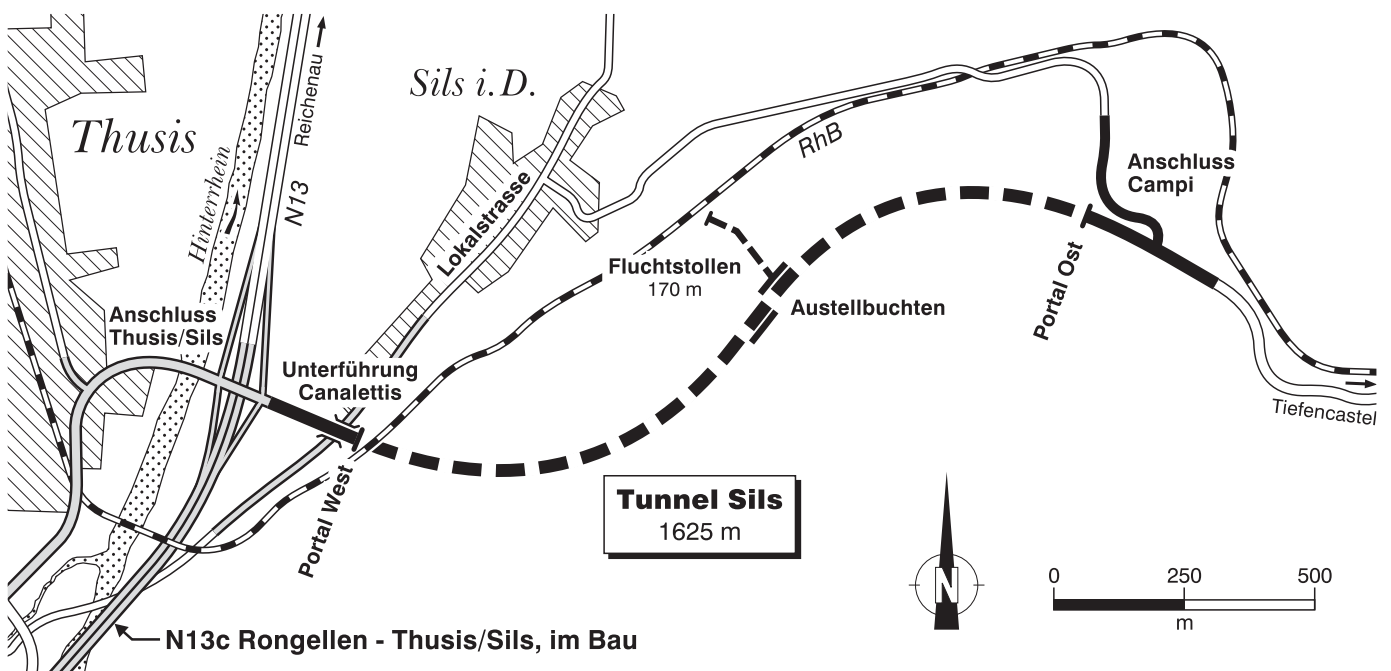 Thusis
Hinterrhein
N13
Reichenau
Sils i. D.
Lokalstrasse
RhB
Anschluss
Campi
Portal Ost
Fluchtstollen
170 m
Austellbuchten
Anschluss
Thusis/Sils
Unterführung
Canalettis
Tiefencastel
Portal West
Tunnel Sils
1625 m
N
0 250 500
m
N13c Rongellen - Thusis/Sils, im Bau